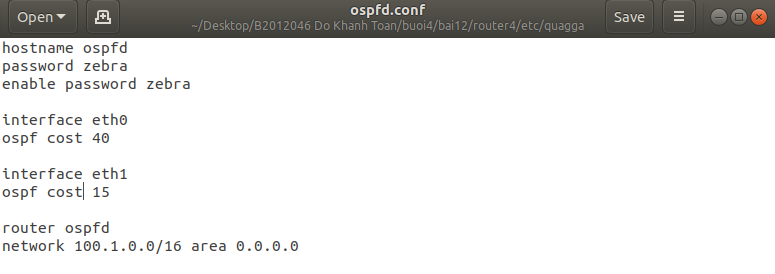 Open
ospfd.conf
~/Desktop/B2012046 Do Khanh Toan/buoi4/bai12/router4/etc/quagga
Save
hostname ospfd
password zebra
enable password zebra
interface eth0
ospf cost 40
interface eth1
ospf cost 15
router ospfd
network 100.1.0.0/16 area 0.0.0.0